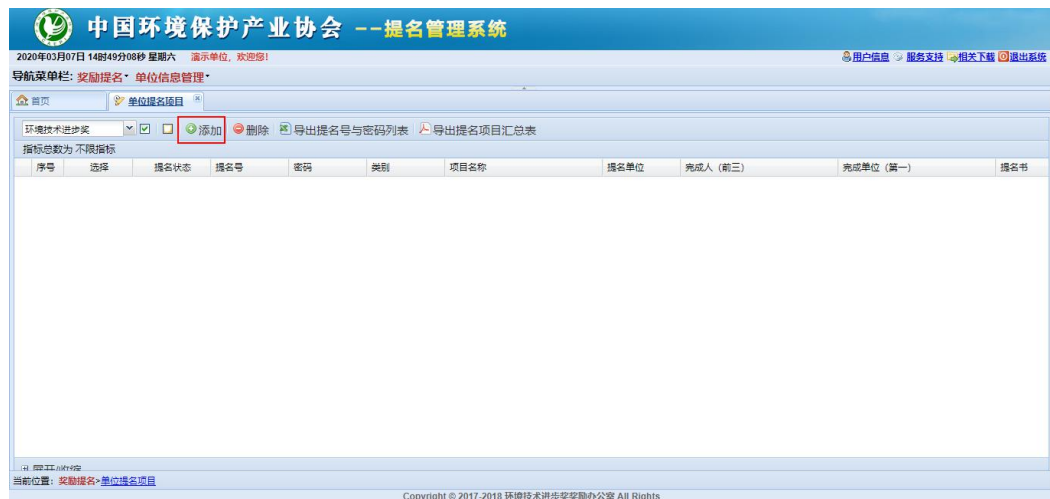 中国环境保护产业协会 --提名管理系统
2020年03月07日 14时49分08秒 星期六 演示单位, 欢迎您! 用户信息 服务支持 相关下载 退出系统
导航菜单栏: 奖励提名 单位信息管理
首页 单位提名项目
环境技术进步奖 添加 删除 导出提名号与密码列表 导出提名项目汇总表
指标总数为 不限指标
序号 选择 提名状态 提名号 密码 类别 项目名称 提名单位 完成人 (前三) 完成单位 (第一) 提名书
展开/收缩
当前位置: 奖励提名>单位提名项目
Copyright © 2017-2018 环境技术进步奖奖励办公室 All Rights